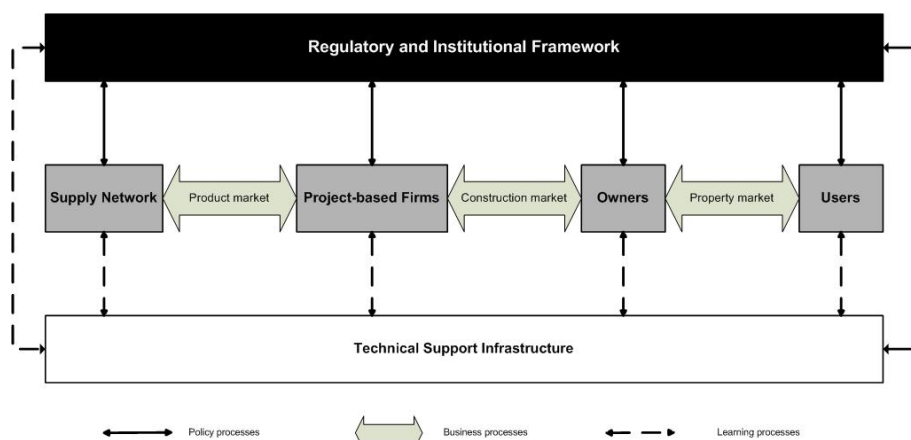 Regulatory and Institutional Framework
Supply Network
Product market
Project-based Firms
Construction market
Owners
Property market
Users
Technical Support Infrastructure
Policy processes
Business processes
Learning processes